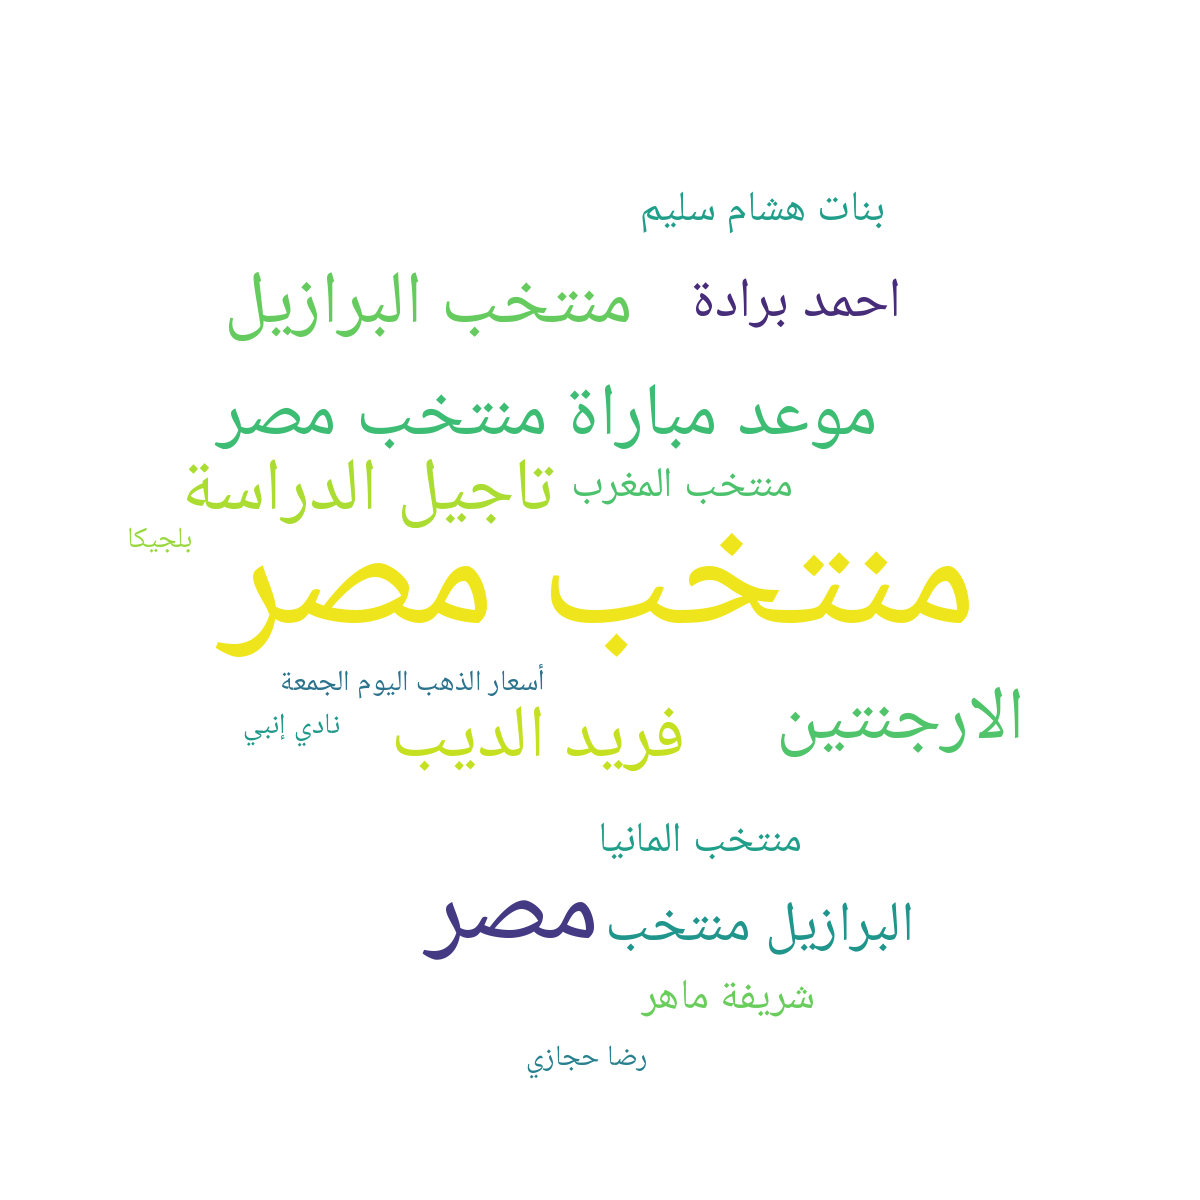 بنات هشام سليم
احمد برادة
منتخب البرازيل
موعد مباراة منتخب مصر
منتخب المغرب
تاجيل الدراسة
بلجيكا
منتخب مصر
أسعار الذهب اليوم الجمعة
الارجنتين
فريد الديب
نادي إنبي
منتخب المانيا
البرازيل منتخب
مصر
شريفة ماهر
رضا حجازي